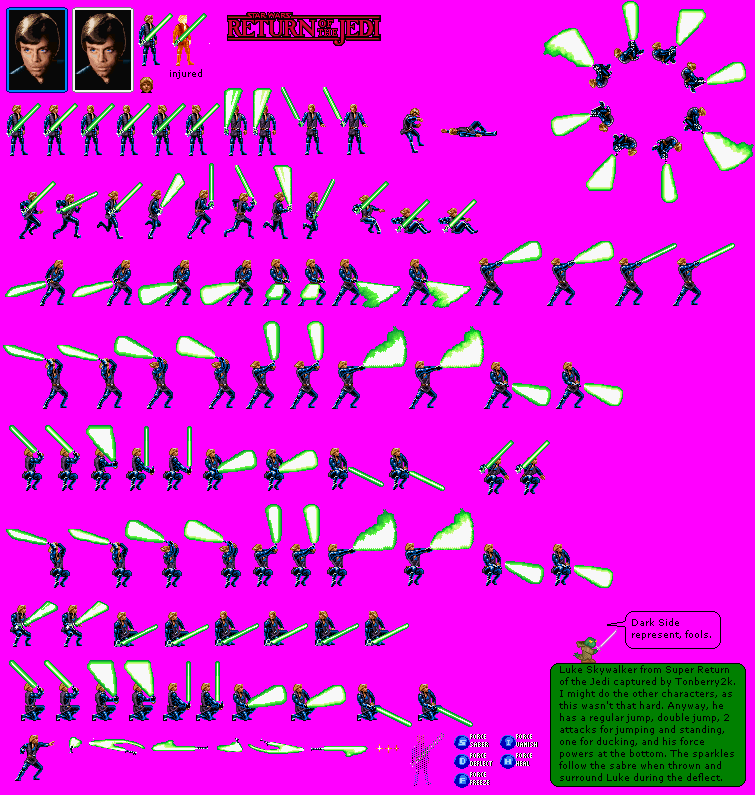 STAR WARS
RETURN OF THE JEDI
injured
Dark Side
represent, fools.
Luke Skywalker from Super Return
of the Jedi captured by Tonberry2k.
I might do the other characters, as
this wasn't that hard. Anyway, he
has a regular jump, double jump, 2
attacks for jumping and standing,
one for ducking, and his force
powers at the bottom. The sparkles
follow the sabre when thrown and
surround Luke during the deflect.
S FORCE
SABER
I FORCE
VANISH
D FORCE
DEFLECT
H FORCE
HEAL
F FORCE
FREEZE